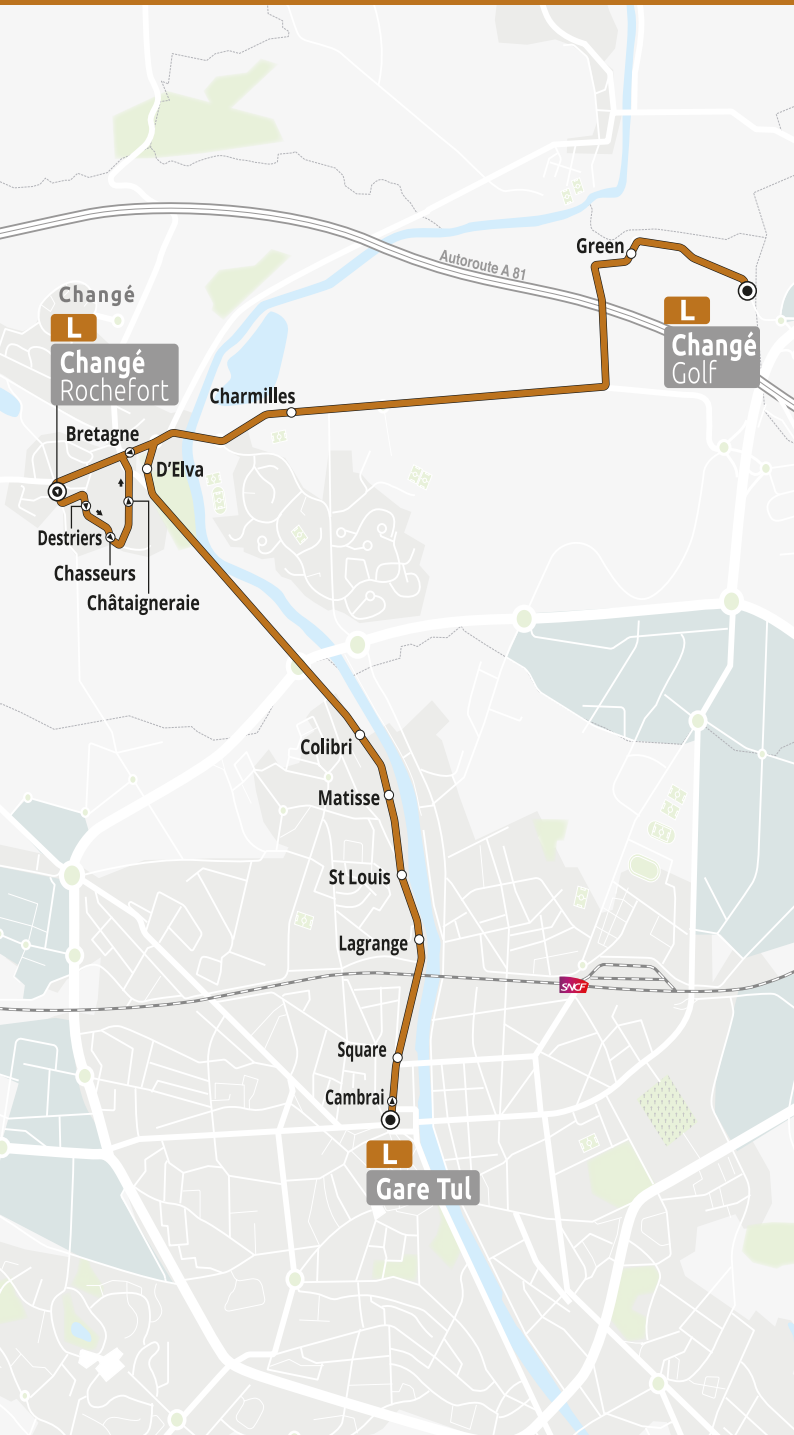 Green
Autoroute A 81
Changé
L
Changé
Rochefort
L
Changé
Golf
Charmilles
Bretagne
D'Elva
Destriers
Chasseurs
Châtaigneraie
Colibri
Matisse
St Louis
Lagrange
SNCF
Square
Cambrai
L
Gare Tul